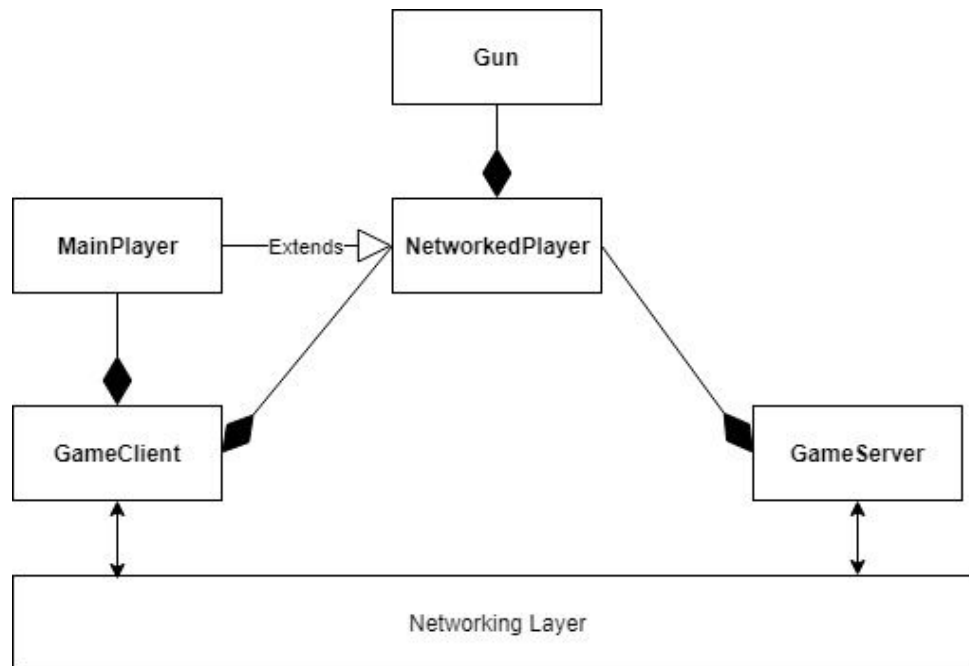 Gun
MainPlayer
Extends
NetworkedPlayer
GameClient
GameServer
Networking Layer